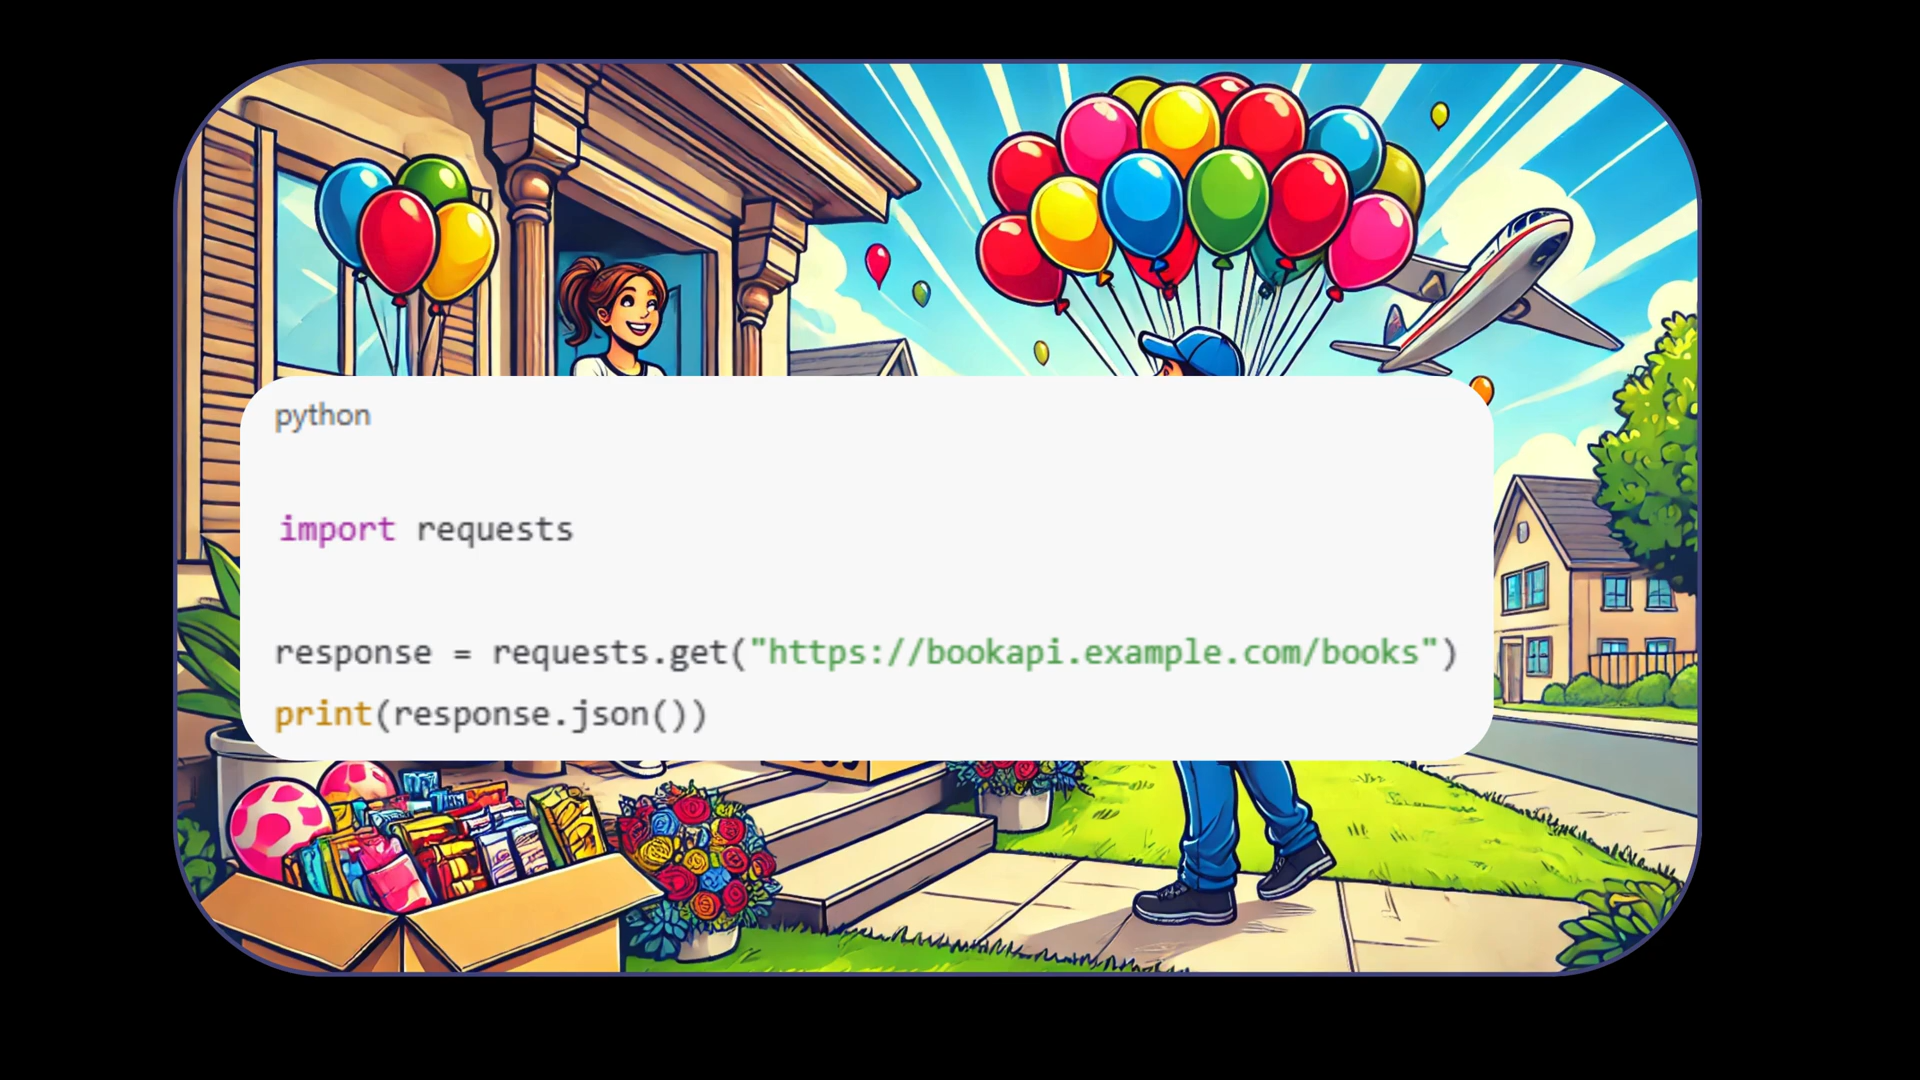 python
import requests
response = requests.get("https://bookapi.example.com/books")
print(response.json())